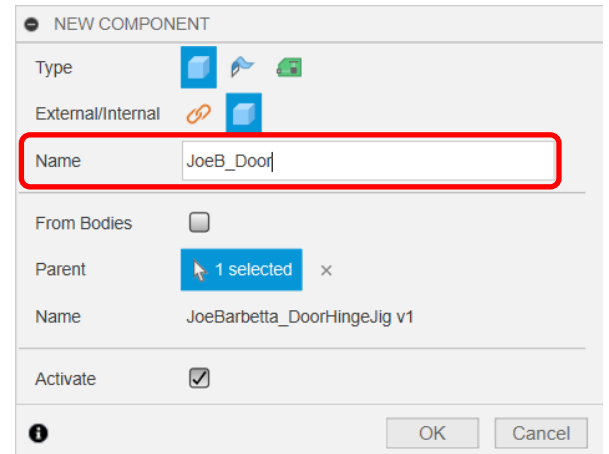 NEW COMPONENT
Type
External/Internal
Name JoeB_Door
From Bodies
Parent 1 selected ×
Name JoeBarbetta_DoorHingeJig v1
Activate
OK Cancel